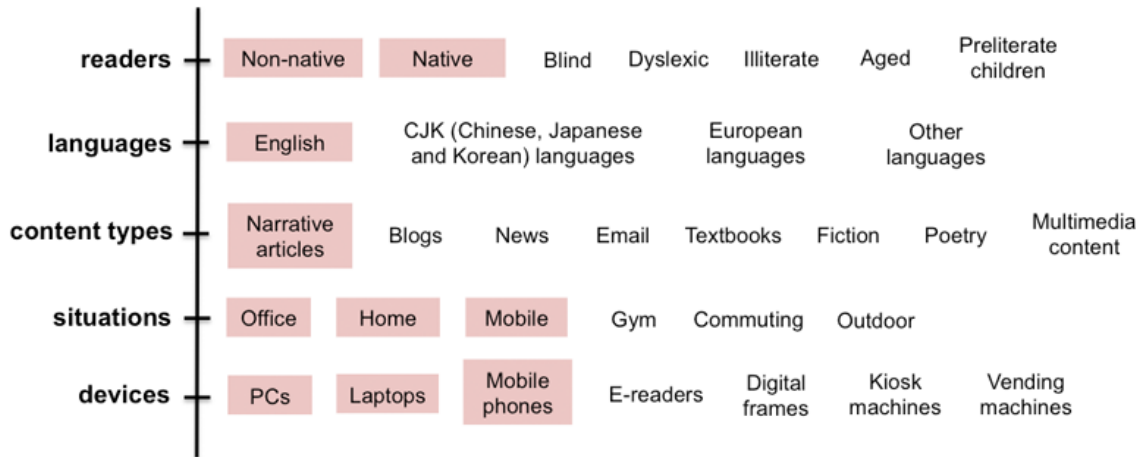 readers Non-native Native Blind Dyslexic Illiterate Aged Preliterate
children
languages English CJK (Chinese, Japanese
and Korean) languages European
languages Other
languages
content types Narrative
articles Blogs News Email Textbooks Fiction Poetry Multimedia
content
situations Office Home Mobile Gym Commuting Outdoor
devices PCs Laptops Mobile
phones E-readers Digital
frames Kiosk
machines Vending
machines